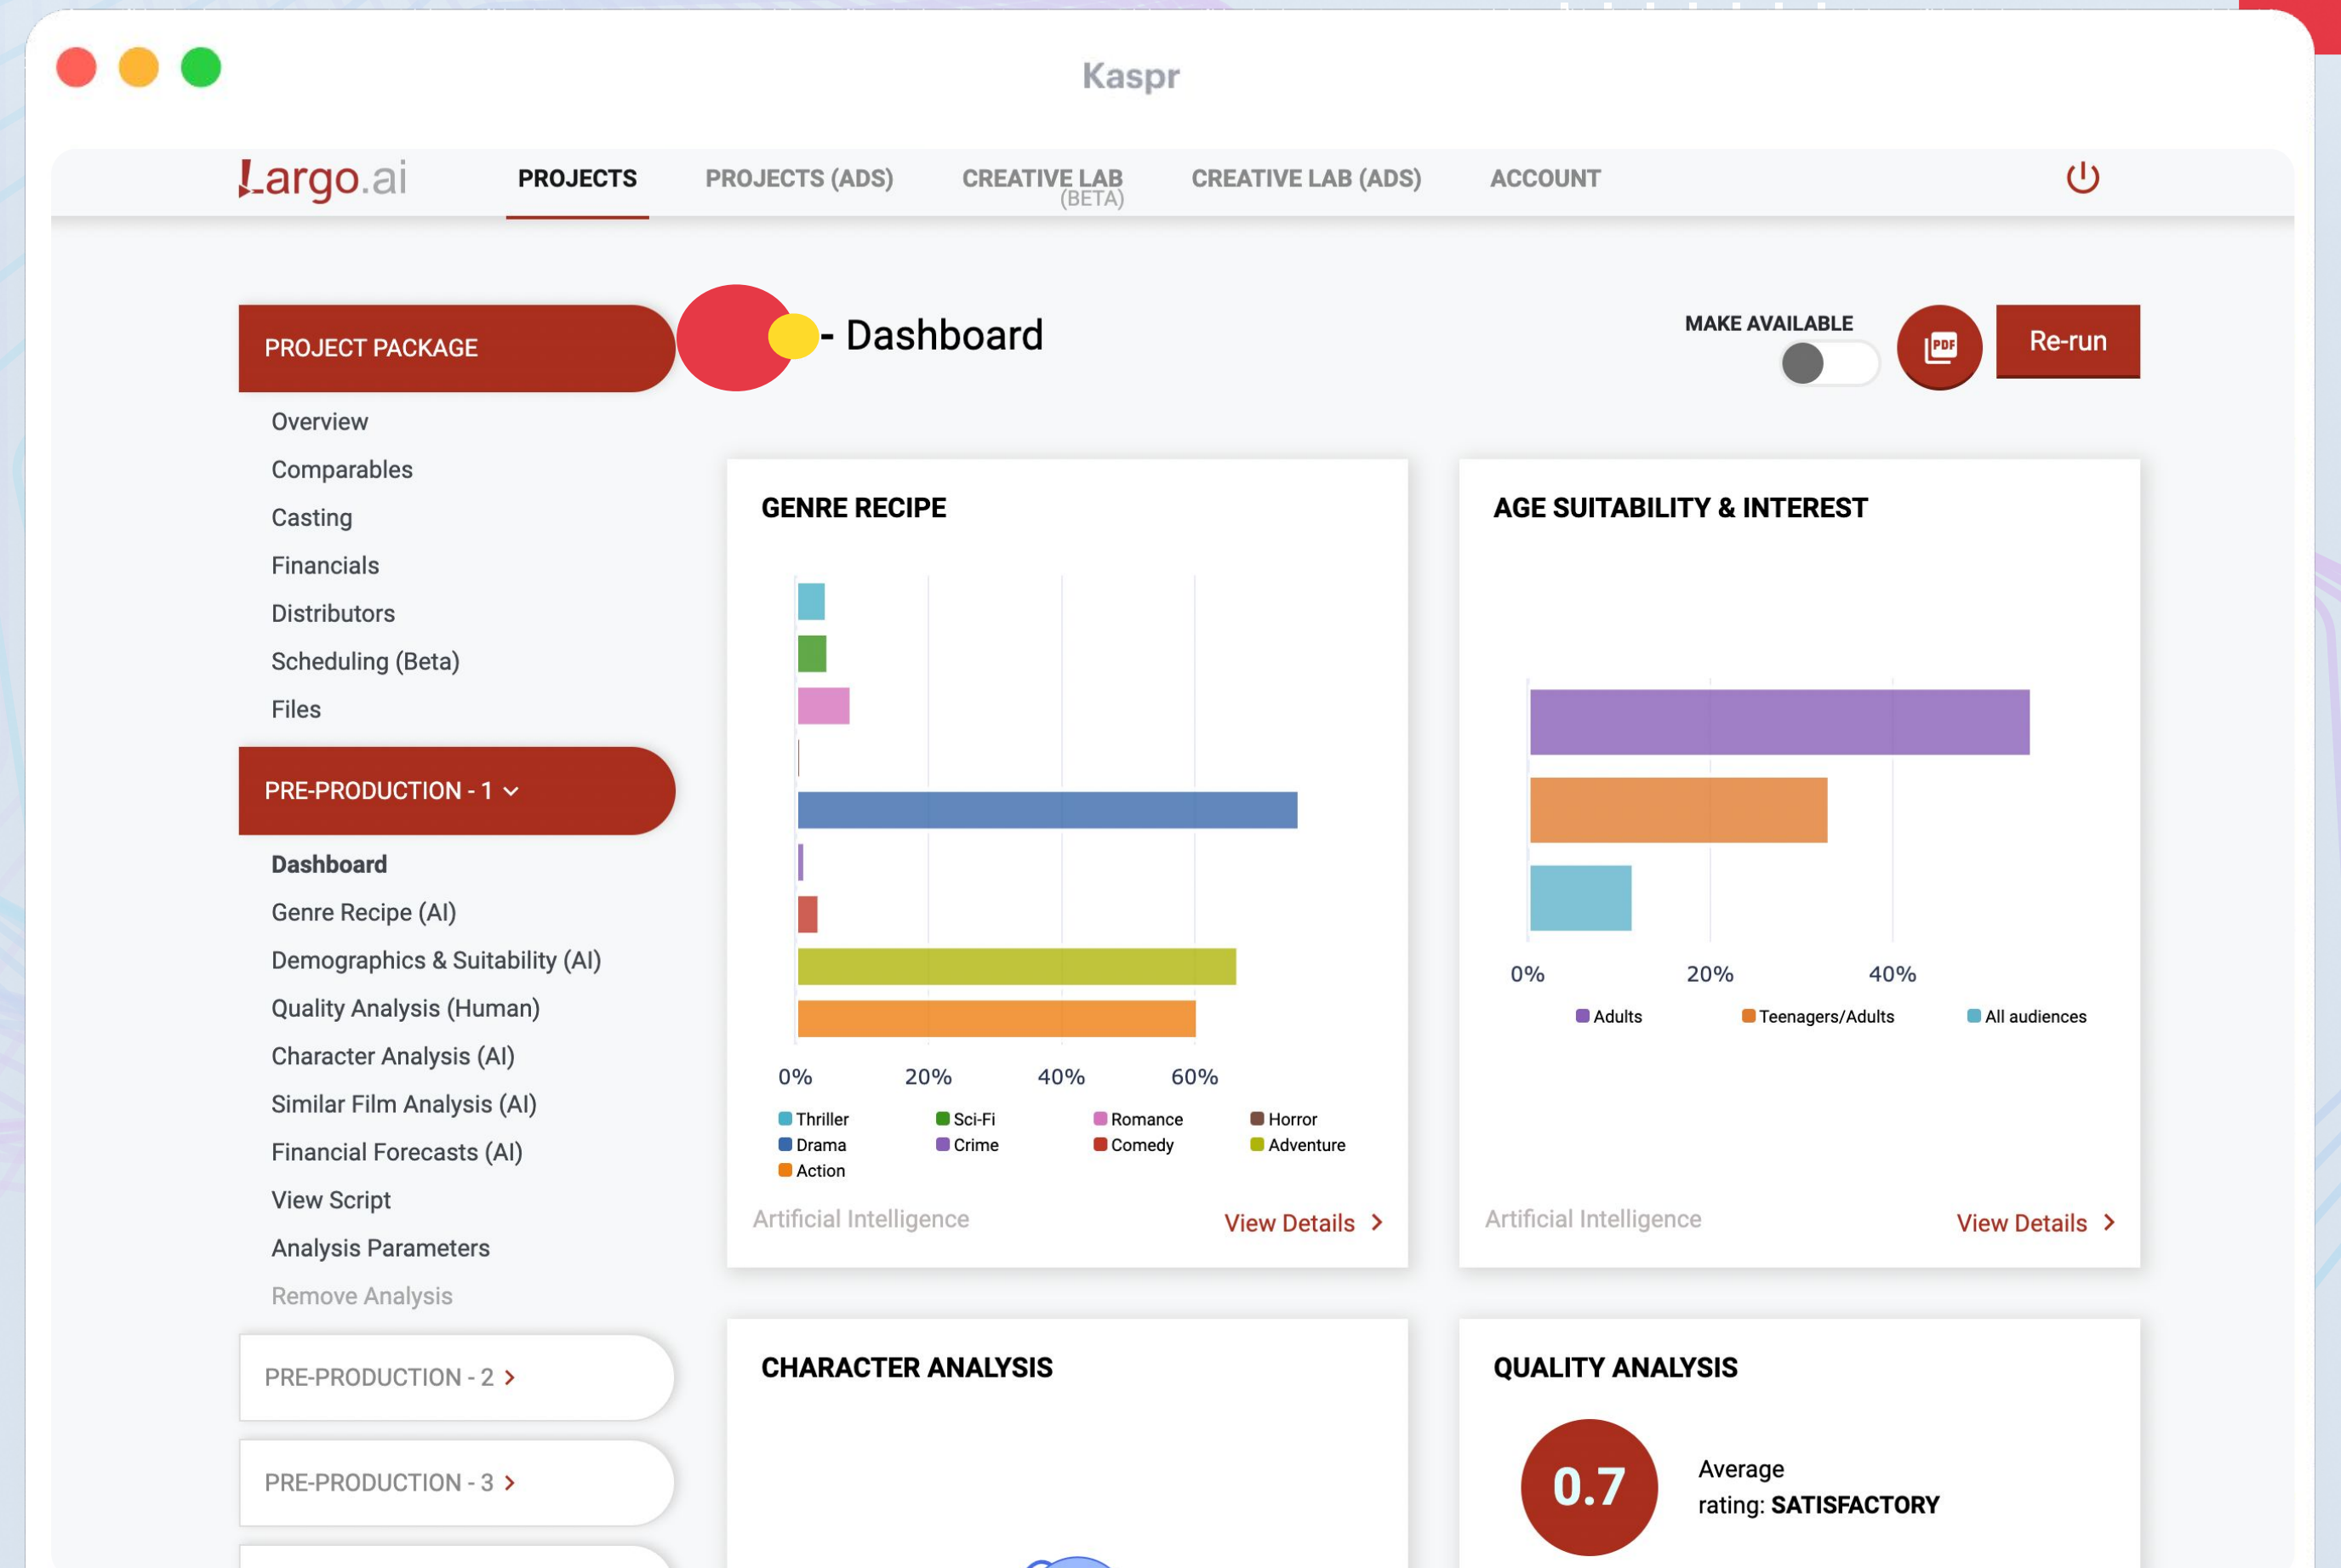 Kaspr
Largo.ai
PROJECTS
PROJECTS (ADS)
CREATIVE LAB
(BETA)
CREATIVE LAB (ADS)
ACCOUNT
PROJECT PACKAGE
Overview
Comparables
Casting
Financials
Distributors
Scheduling (Beta)
Files
PRE-PRODUCTION - 1
Dashboard
Genre Recipe (AI)
Demographics & Suitability (AI)
Quality Analysis (Human)
Character Analysis (AI)
Similar Film Analysis (AI)
Financial Forecasts (AI)
View Script
Analysis Parameters
Remove Analysis
PRE-PRODUCTION - 2
PRE-PRODUCTION - 3
- Dashboard
MAKE AVAILABLE
PDF
Re-run
GENRE RECIPE
0% 20% 40% 60%
Thriller Sci-Fi Romance Horror
Drama Crime Comedy Adventure
Action
Artificial Intelligence
View Details
AGE SUITABILITY & INTEREST
0% 20% 40%
Adults Teenagers/Adults All audiences
Artificial Intelligence
View Details
CHARACTER ANALYSIS
QUALITY ANALYSIS
0.7
Average
rating: SATISFACTORY